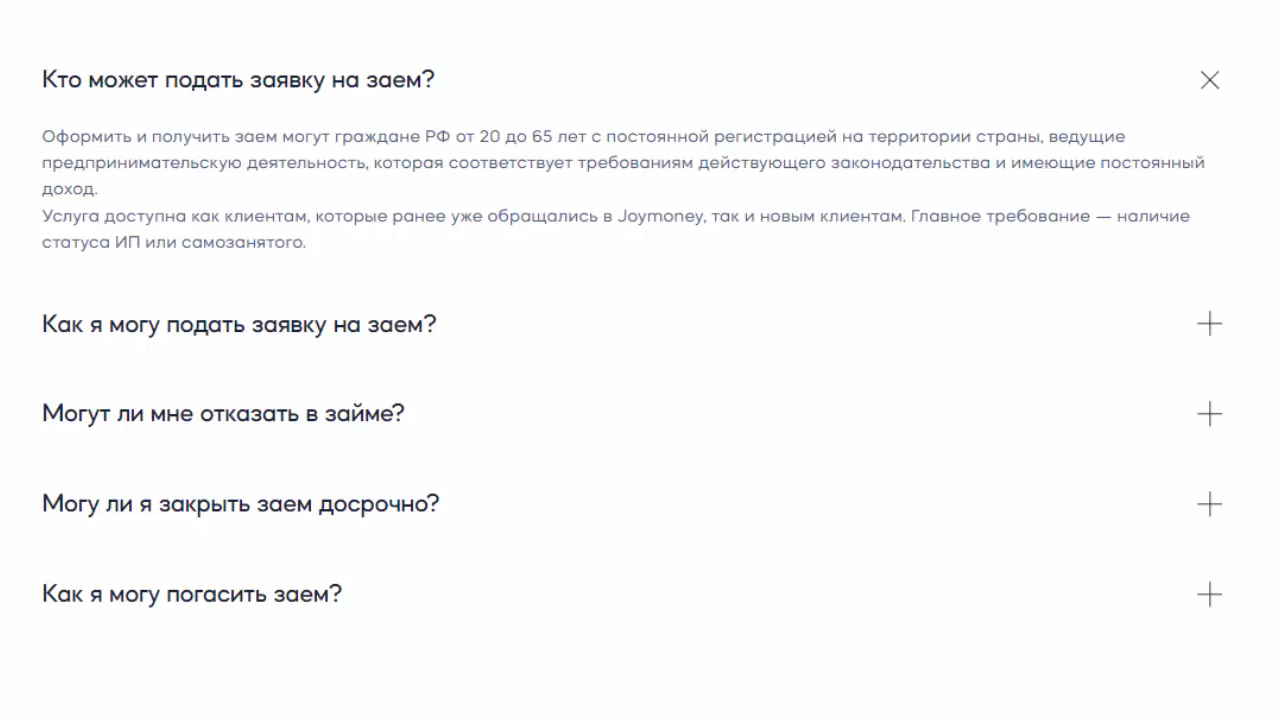 Кто может подать заявку на заем?
Оформить и получить заем могут граждане РФ от 20 до 65 лет с постоянной регистрацией на территории страны, ведущие
предпринимательскую деятельность, которая соответствует требованиям действующего законодательства и имеющие постоянный
доход.
Услуга доступна как клиентам, которые ранее уже обращались в Joymoney, так и новым клиентам. Главное требование — наличие
статуса ИП или самозанятого.
Как я могу подать заявку на заем?
Могут ли мне отказать в займе?
Могу ли я закрыть заем досрочно?
Как я могу погасить заем?